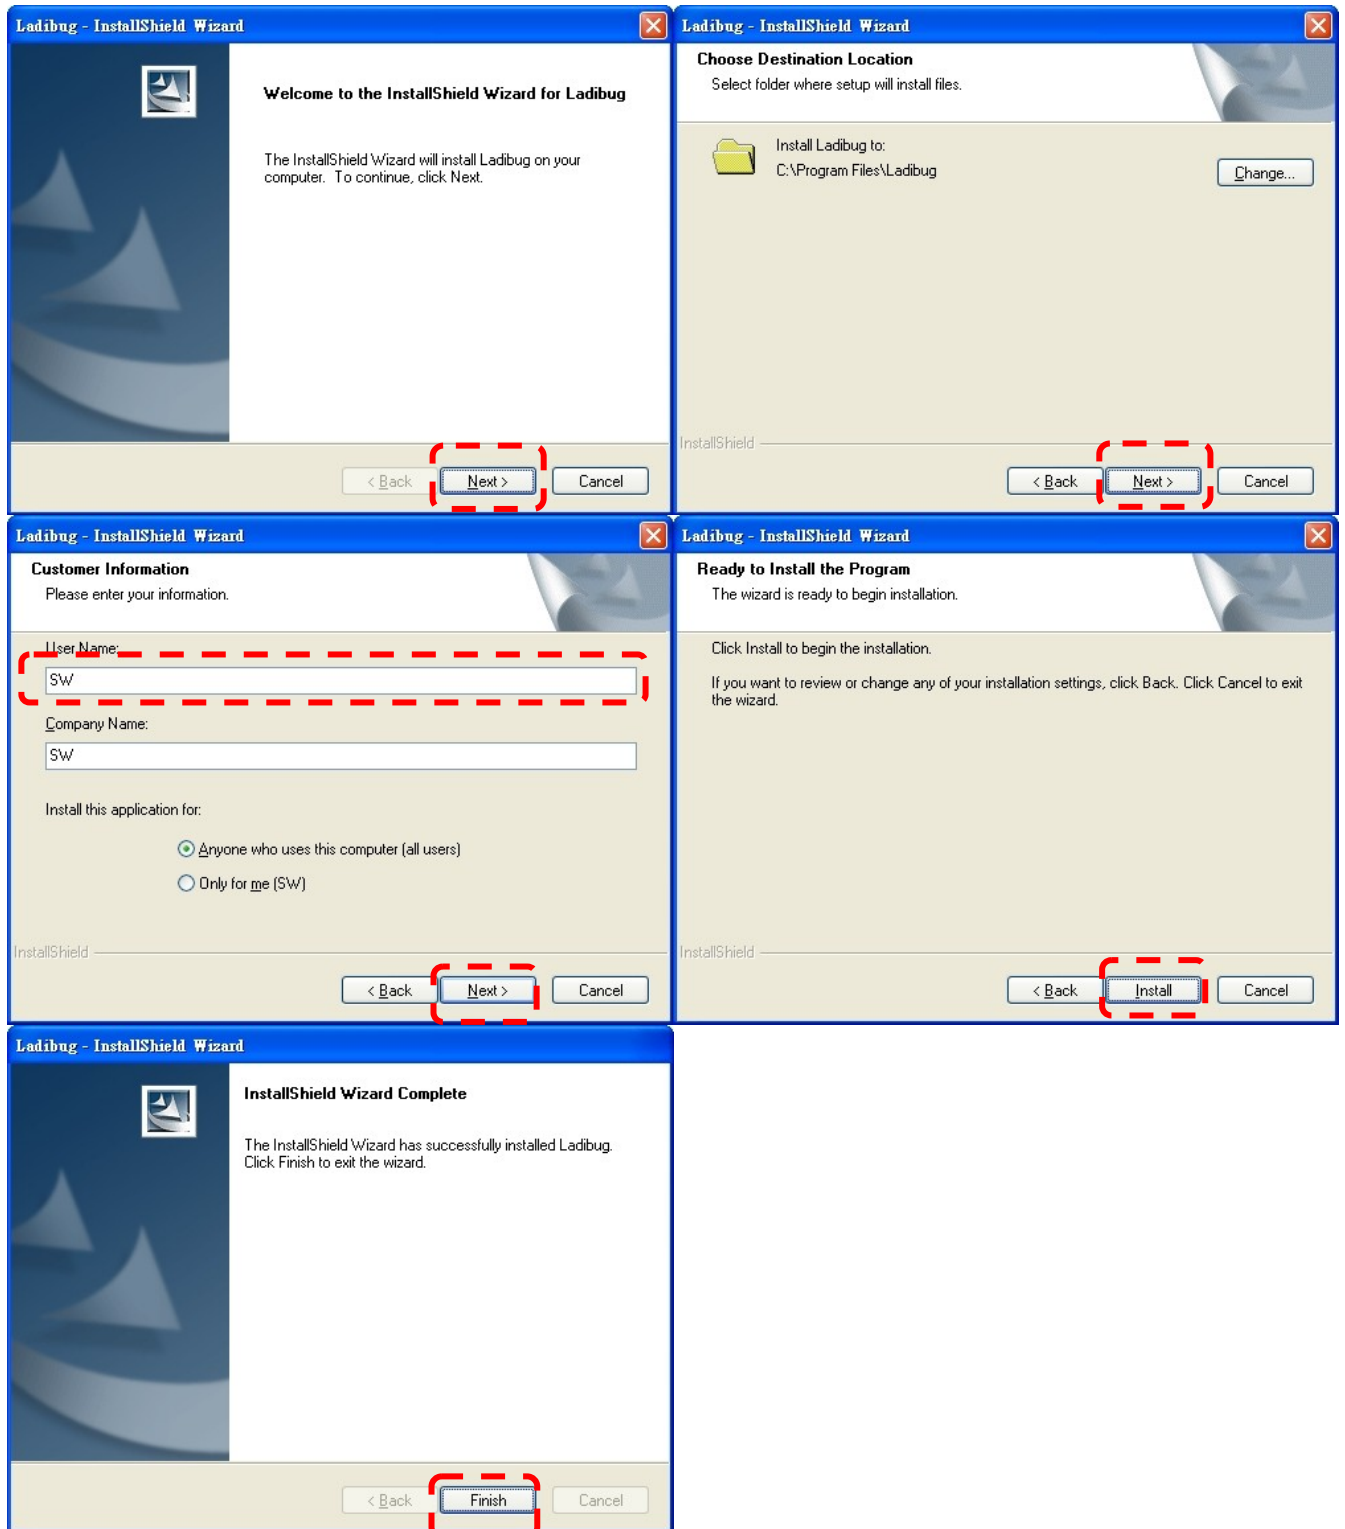 Ladibug - InstallShield Wizard
Welcome to the InstallShield Wizard for Ladibug
The InstallShield Wizard will install Ladibug on your
computer. To continue, click Next.
< Back
Next >
Cancel
Ladibug - InstallShield Wizard
Choose Destination Location
Select folder where setup will install files.
Install Ladibug to:
C:\Program Files\Ladibug
Change...
InstallShield
< Back
Next >
Cancel
Ladibug - InstallShield Wizard
Customer Information
Please enter your information.
User Name:
SW
Company Name:
SW
Install this application for:
Anyone who uses this computer (all users)
Only for me (SW)
InstallShield
< Back
Next >
Cancel
Ladibug - InstallShield Wizard
Ready to Install the Program
The wizard is ready to begin installation.
Click Install to begin the installation.
If you want to review or change any of your installation settings, click Back. Click Cancel to exit
the wizard.
InstallShield
< Back
Install
Cancel
Ladibug - InstallShield Wizard
InstallShield Wizard Complete
The InstallShield Wizard has successfully installed Ladibug.
Click Finish to exit the wizard.
< Back
Finish
Cancel